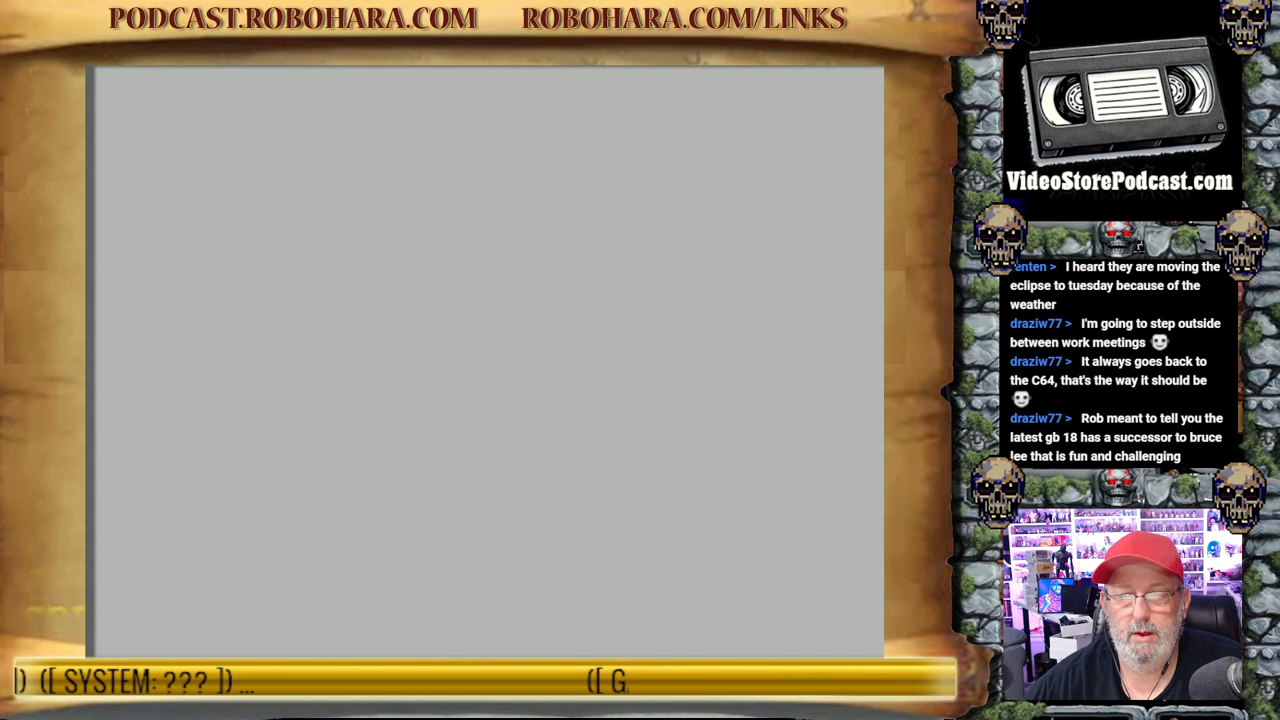 PODCAST.ROBOHARA.COM ROBOHARA.COM/LINKS
VideoStorePodcast.com
enten > I heard they are moving the
eclipse to tuesday because of the
weather
draziw77 > I'm going to step outside
between work meetings
draziw77 > It always goes back to
the C64, that's the way it should be
draziw77 > Rob meant to tell you the
latest gb 18 has a successor to bruce
lee that is fun and challenging
]) ([ SYSTEM: ??? ]) ... ([ G